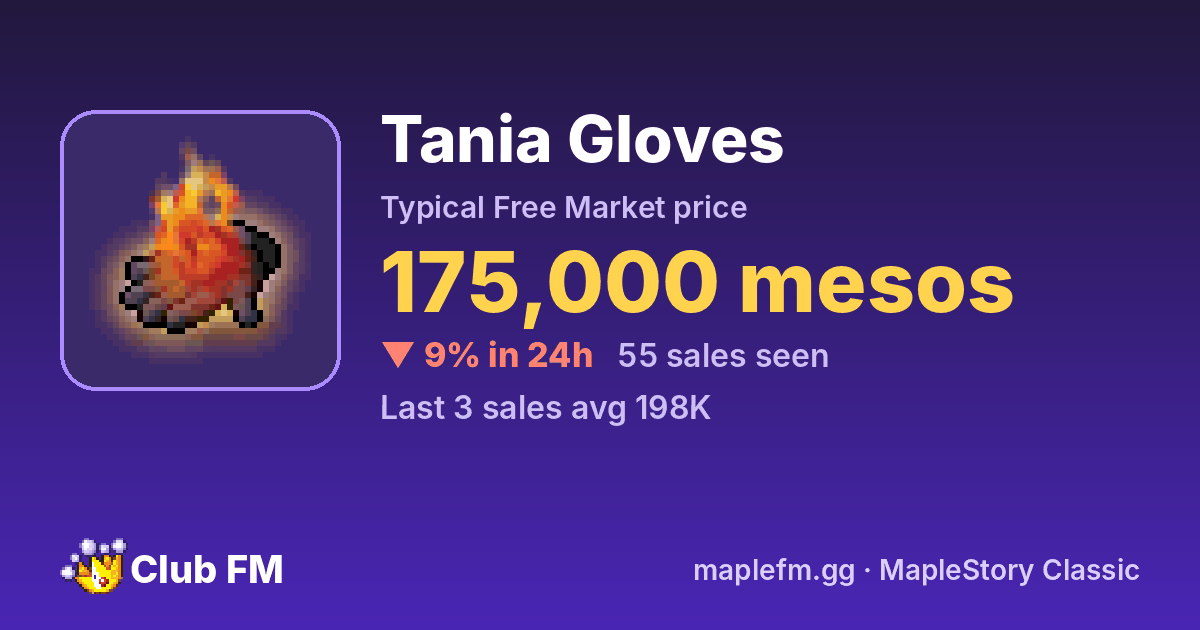 Tania Gloves
Typical Free Market price
175,000 mesos
▼ 9% in 24h 55 sales seen
Last 3 sales avg 198K
Club FM
maplefm.gg · MapleStory Classic